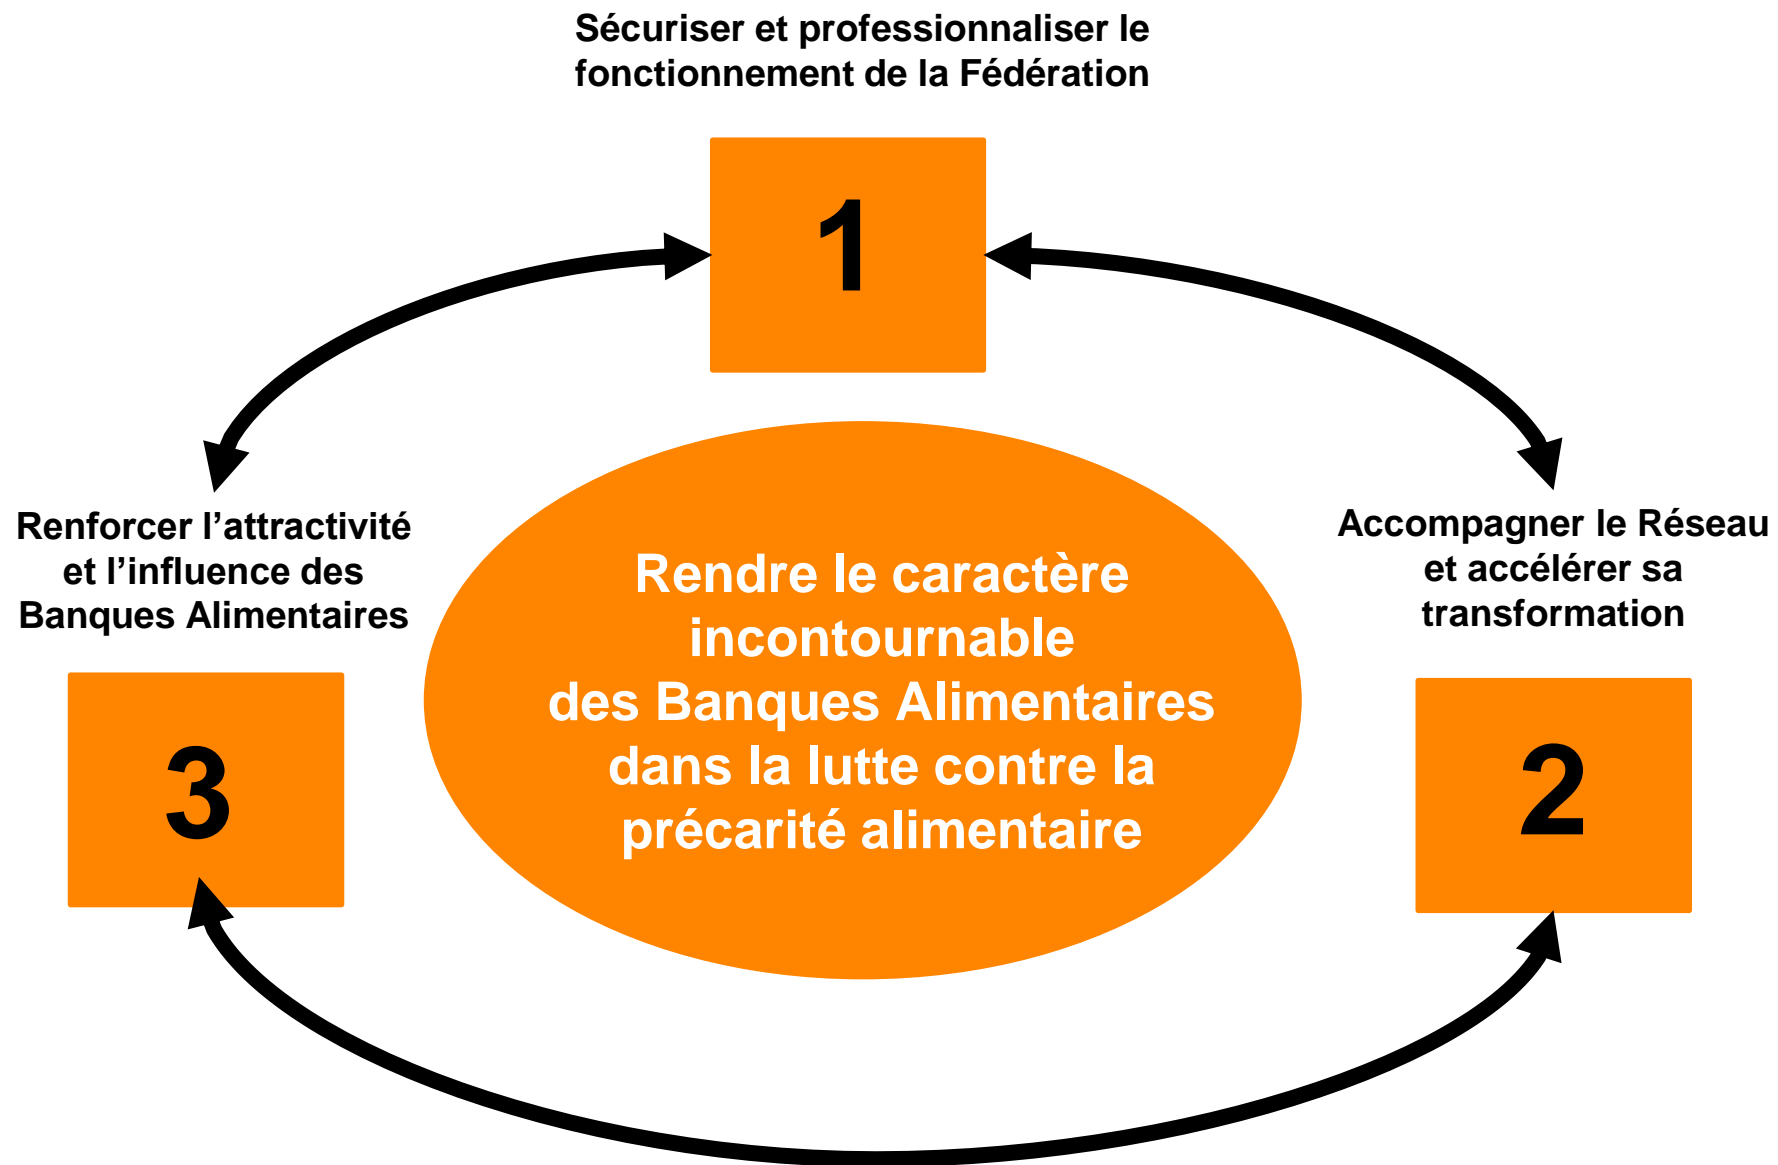 Sécuriser et professionnaliser le
fonctionnement de la Fédération
1
Renforcer l’attractivité
et l’influence des
Banques Alimentaires
3
Rendre le caractère
incontournable
des Banques Alimentaires
dans la lutte contre la
précarité alimentaire
Accompagner le Réseau
et accélérer sa
transformation
2